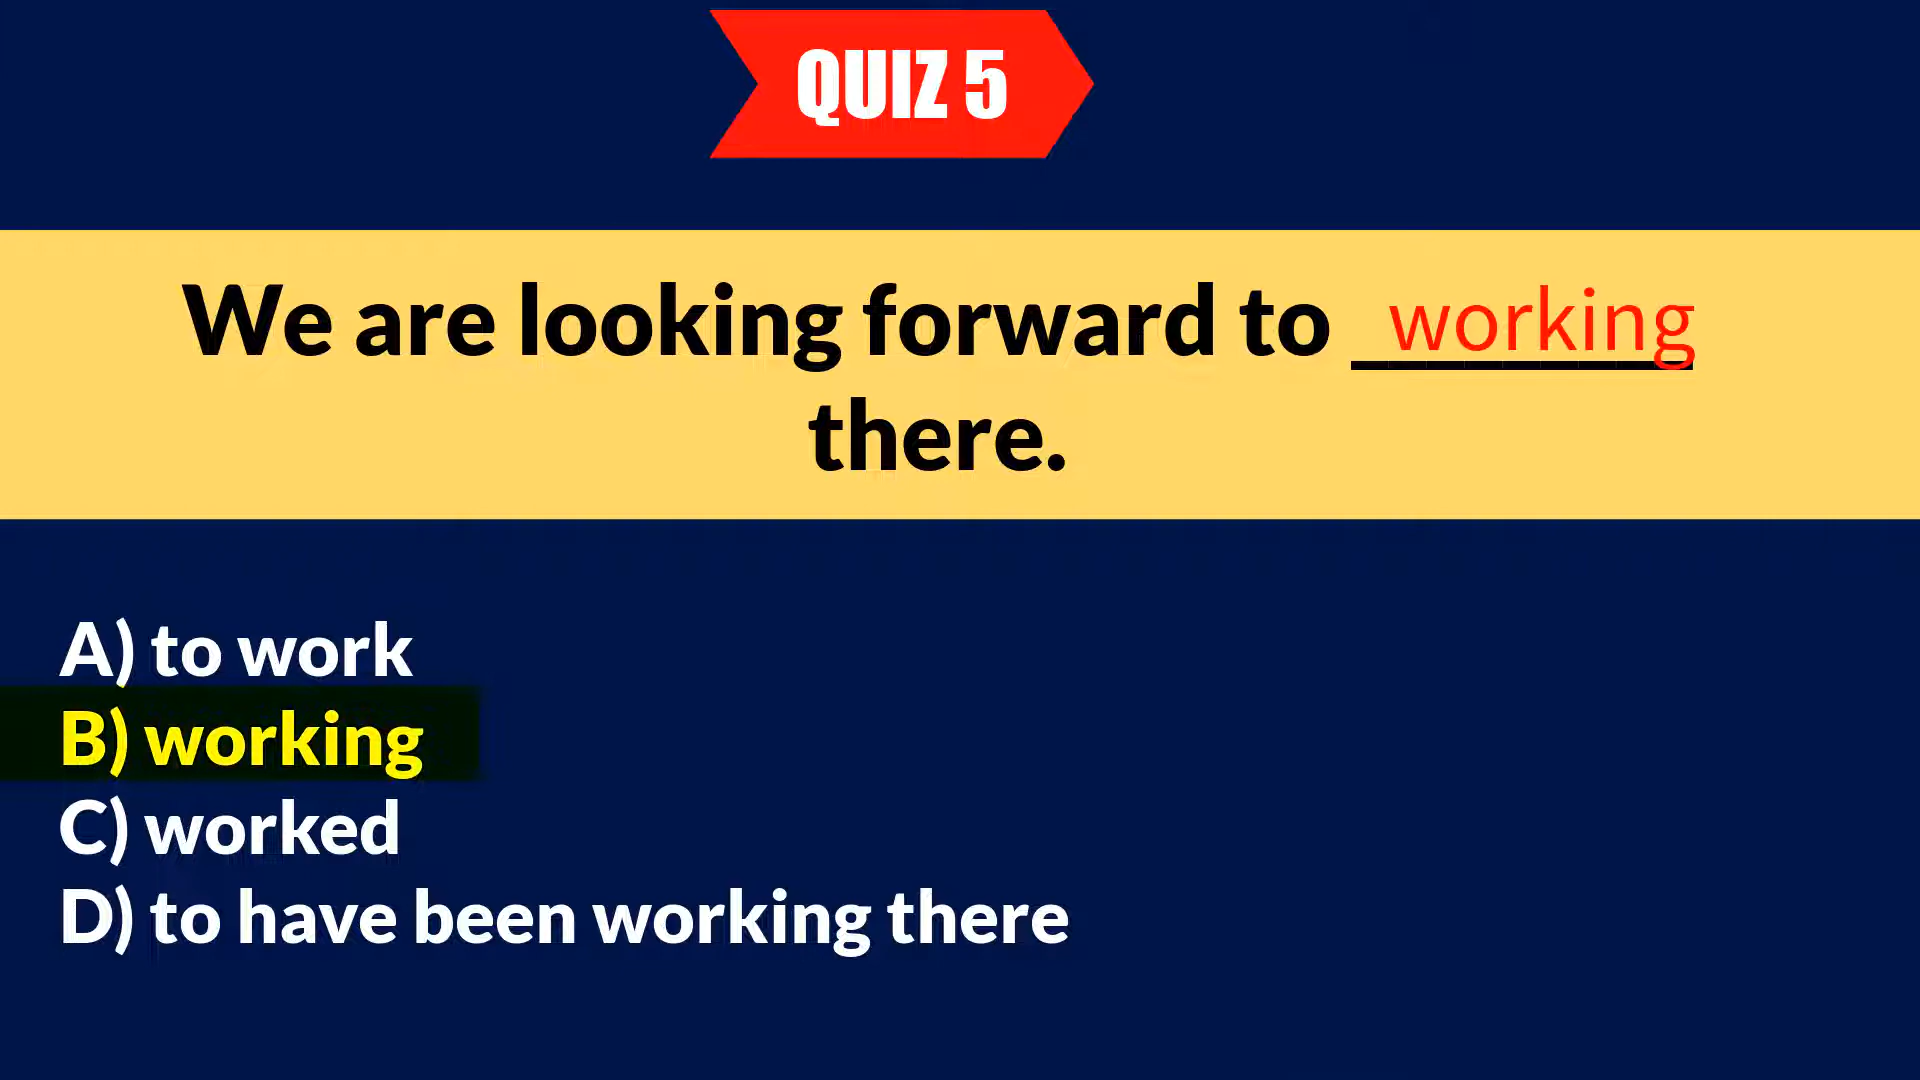 QUIZ 5
We are looking forward to working
there.
A) to work
B) working
C) worked
D) to have been working there